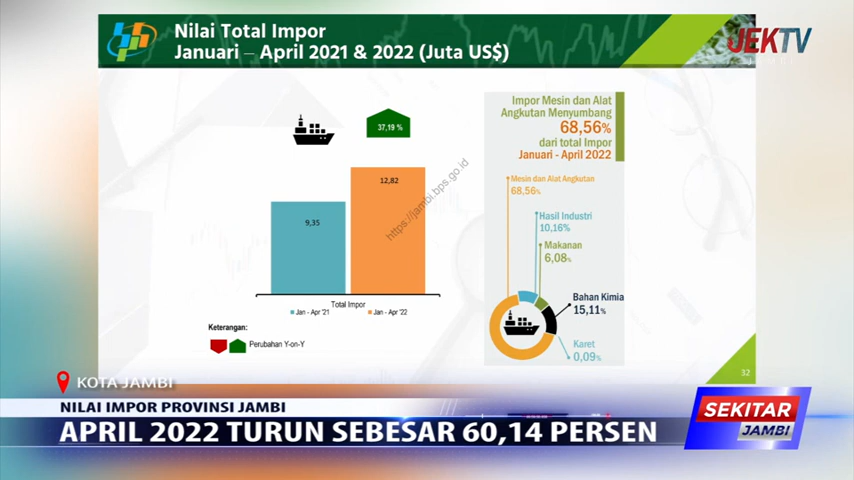 Nilai Total Impor
Januari – April 2021 & 2022 (Juta US$)
JEKTV
JAMBI
37,19 %
12,82
9,35
https://jambi.bps.go.id
Total Impor
Jan - Apr '21
Jan - Apr '22
Keterangan:
Perubahan Y-on-Y
Impor Mesin dan Alat
Angkutan Menyumbang
68,56%
dari total Impor
Januari - April 2022
Mesin dan Alat Angkutan
68,56%
Hasil Industri
10,16%
Makanan
6,08%
Bahan Kimia
15,11%
Karet
0,09%
32
KOTA JAMBI
NILAI IMPOR PROVINSI JAMBI
APRIL 2022 TURUN SEBESAR 60,14 PERSEN
SEKITAR
JAMBI